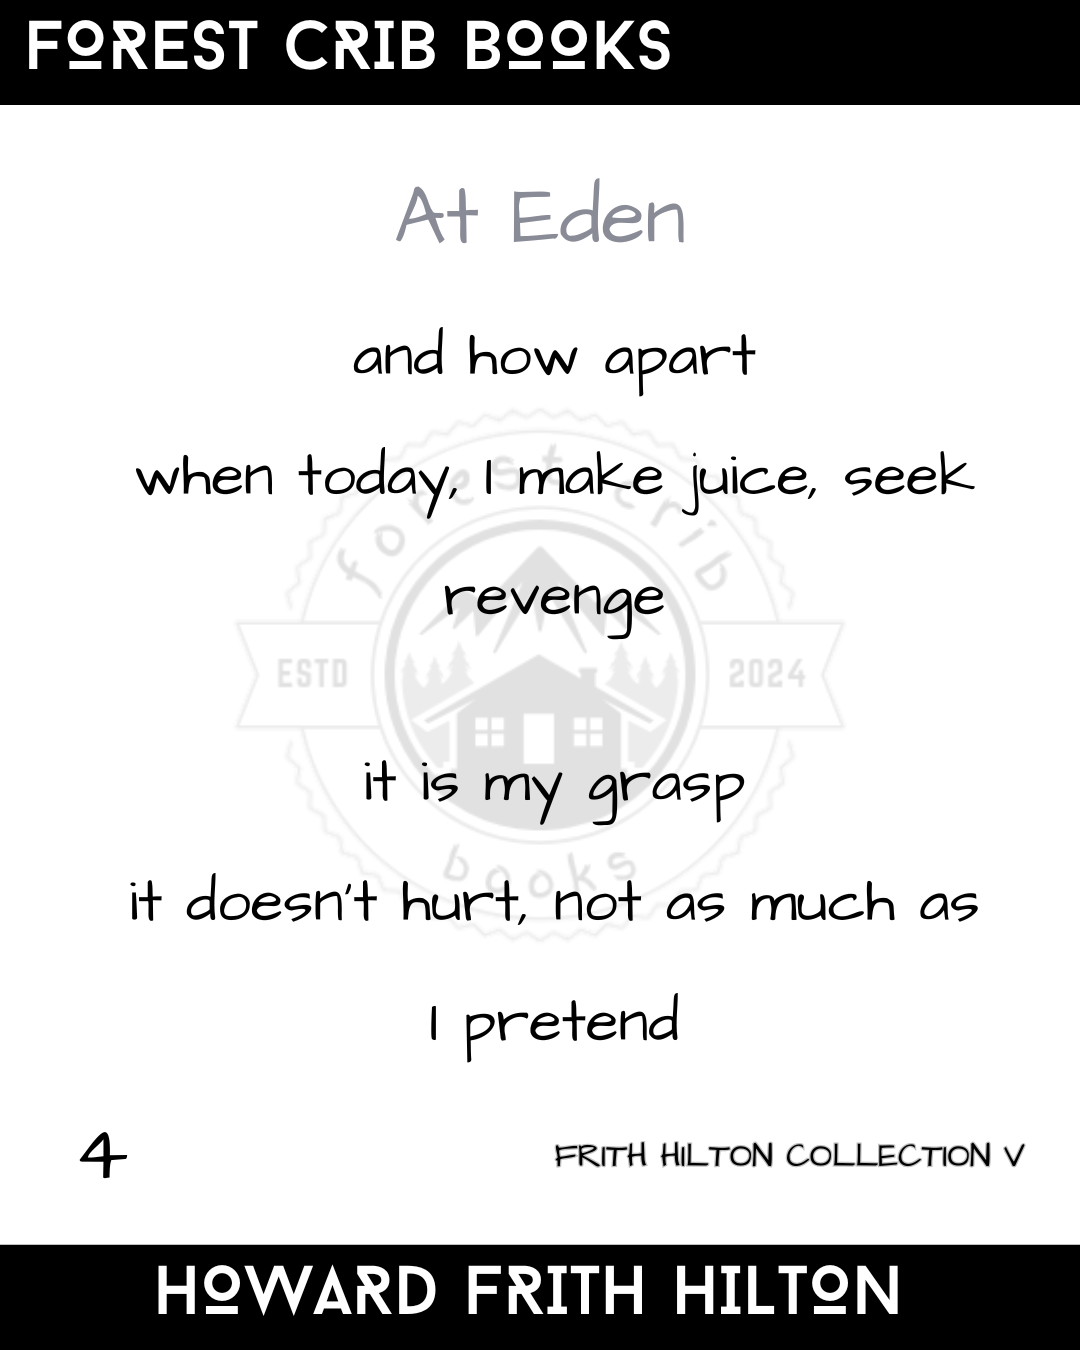 FOREST CRIB BOOKS
At Eden
and how apart
when today, I make juice, seek
revenge
forest crib
ESTD 2024
it is my grasp
books
it doesn't hurt, not as much as
I pretend
4 FRITH HILTON COLLECTION V
HOWARD FRITH HILTON